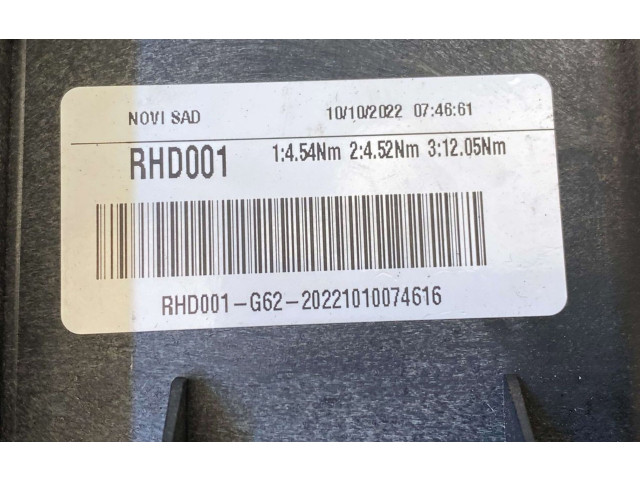 NOVI SAD 10/10/2022 07:46:61
RHD001 1:4.54Nm 2:4.52Nm 3:12.05Nm
RHD001-G62-20221010074616